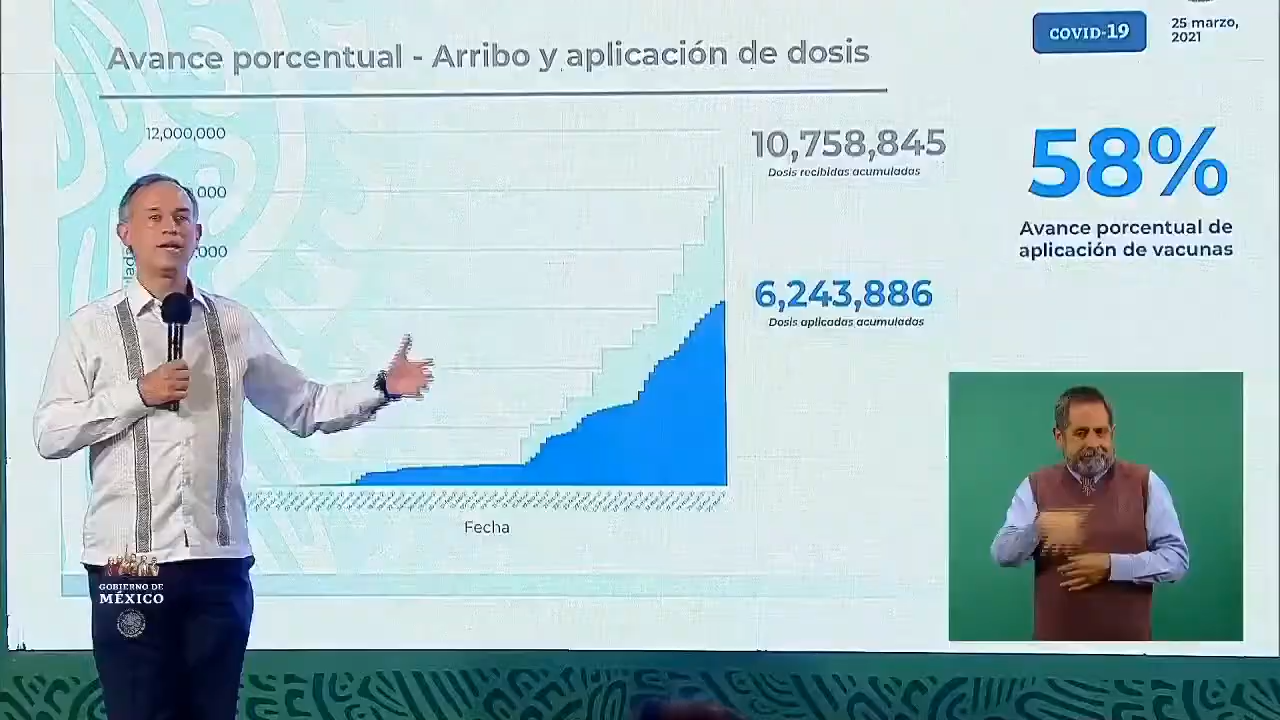 COVID-19
25 marzo,
2021
Avance porcentual - Arribo y aplicación de dosis
12,000,000
10,758,845
Dosis recibidas acumuladas
58%
Avance porcentual de
aplicación de vacunas
6,243,886
Dosis aplicadas acumuladas
Fecha
GOBIERNO DE
MÉXICO